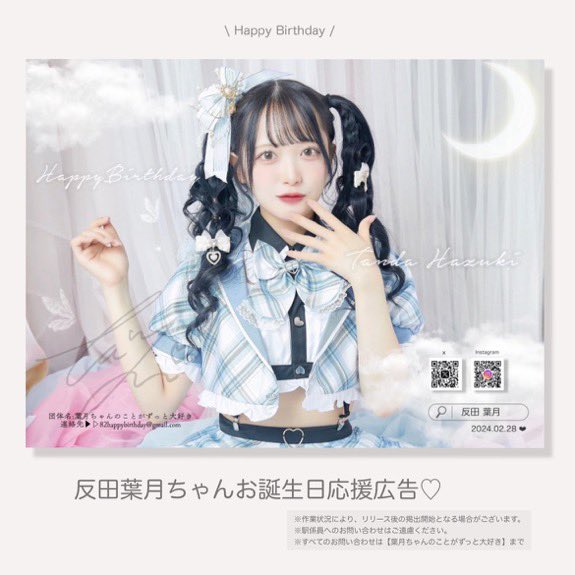 \ Happy Birthday /
HappyBirthday
Tanda Hazuki
X
Instagram
反田 葉月
2024.02.28 ❤
団体名:葉月ちゃんのことがずっと大好き
連絡先▶▷82happybirthday@gmail.com
反田葉月ちゃんお誕生日応援広告♡
※作業状況により、リリース後の掲出開始となる場合がございます。
※駅係員へのお問い合わせはご遠慮ください。
※すべてのお問い合わせは【葉月ちゃんのことがずっと大好き】まで